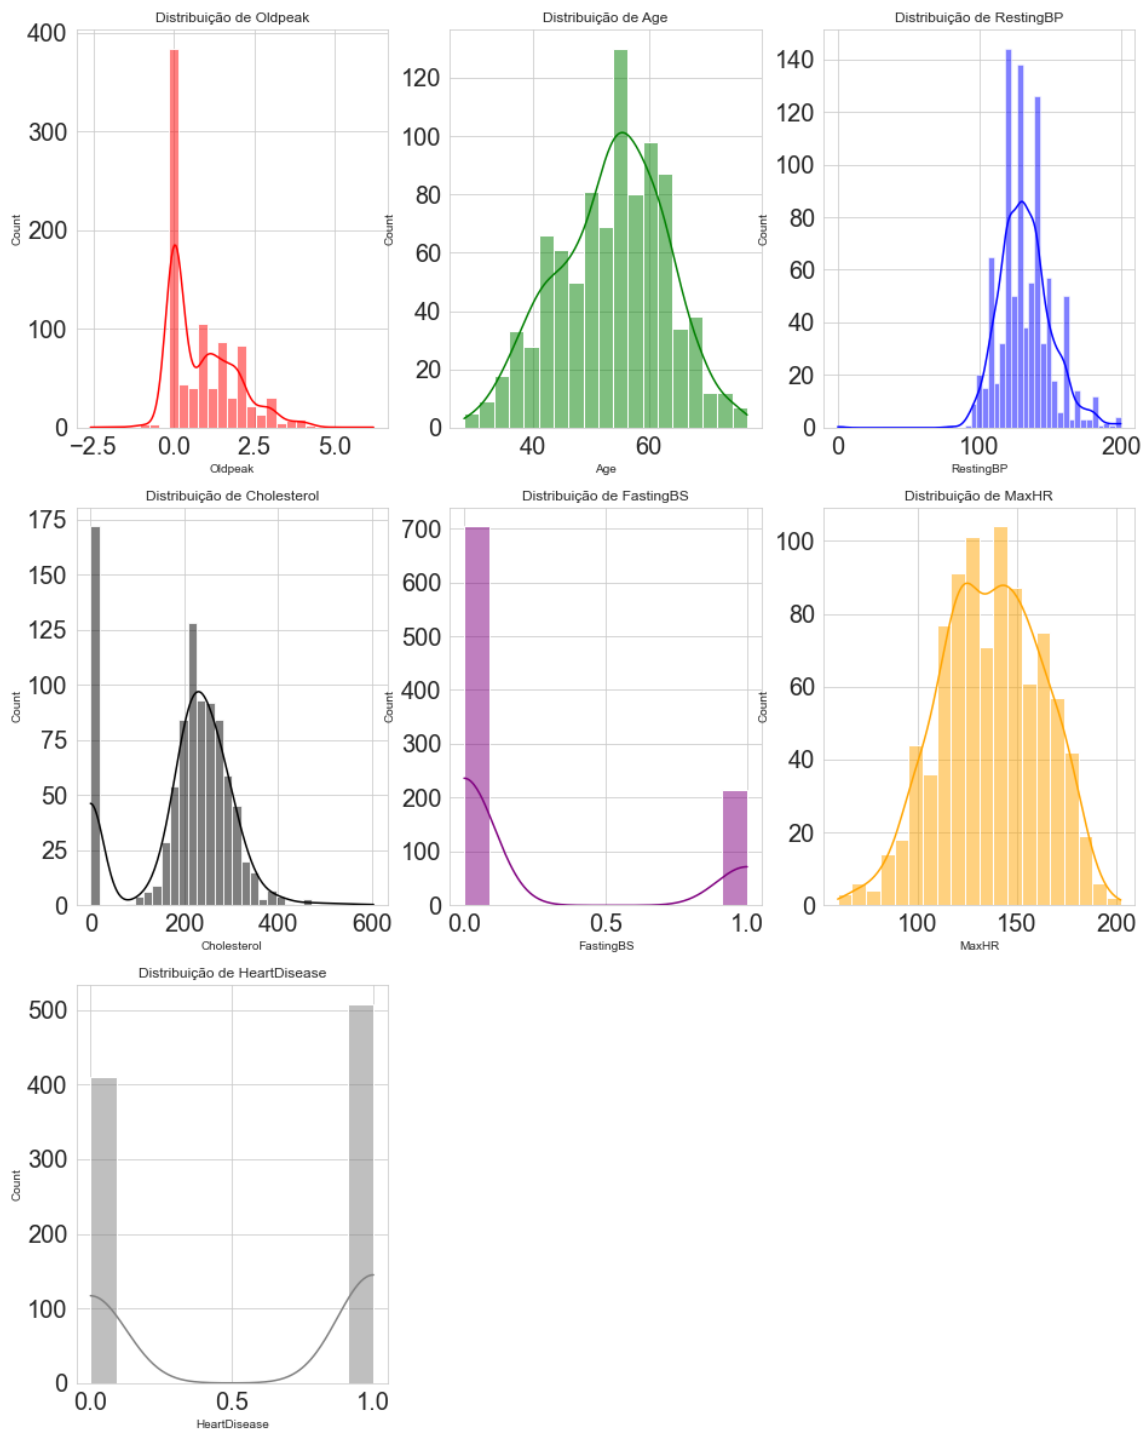 Distribuição de Oldpeak
Count
400
300
200
100
0
−2.5 0.0 2.5 5.0
Oldpeak
Distribuição de Age
Count
120
100
80
60
40
20
0
40 60
Age
Distribuição de RestingBP
Count
140
120
100
80
60
40
20
0
0 100 200
RestingBP
Distribuição de Cholesterol
Count
175
150
125
100
75
50
25
0
0 200 400 600
Cholesterol
Distribuição de FastingBS
Count
700
600
500
400
300
200
100
0
0.0 0.5 1.0
FastingBS
Distribuição de MaxHR
Count
100
80
60
40
20
0
100 150 200
MaxHR
Distribuição de HeartDisease
Count
500
400
300
200
100
0
0.0 0.5 1.0
HeartDisease